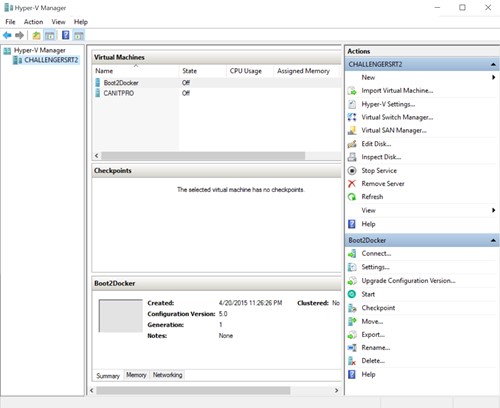 Hyper-V Manager
File Action View Help
Hyper-V Manager
CHALLENGERSRT2
Virtual Machines
Name State CPU Usage Assigned Memory
Boot2Docker Off
CANITPRO Off
Checkpoints
The selected virtual machine has no checkpoints.
Boot2Docker
Created: 4/20/2015 11:26:26 PM Clustered: No
Configuration Version: 5.0
Generation: 1
Notes: None
Summary Memory Networking
Actions
CHALLENGERSRT2
New
Import Virtual Machine...
Hyper-V Settings...
Virtual Switch Manager...
Virtual SAN Manager...
Edit Disk...
Inspect Disk...
Stop Service
Remove Server
Refresh
View
Help
Boot2Docker
Connect...
Settings...
Upgrade Configuration Version...
Start
Checkpoint
Move...
Export...
Rename...
Delete...
Help